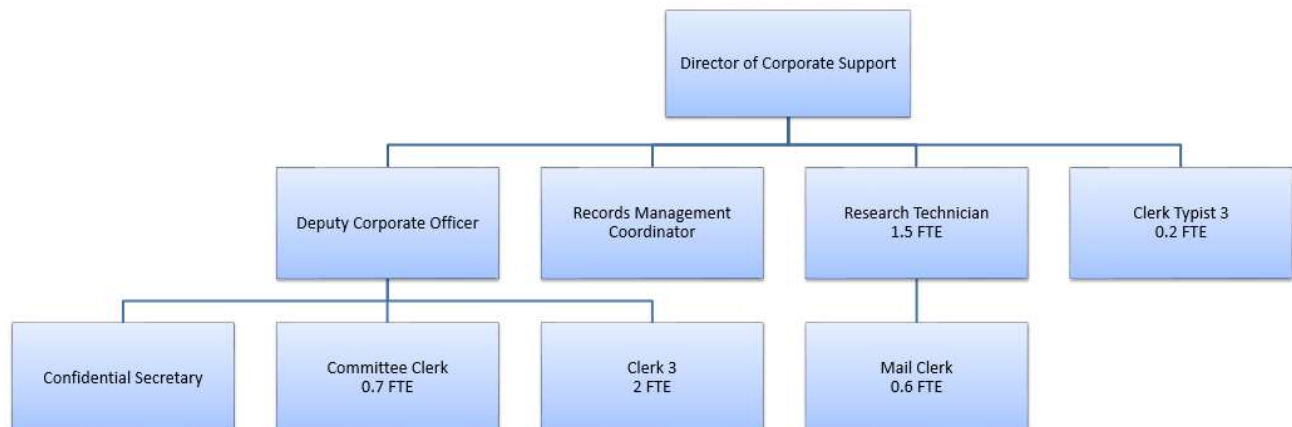 Director of Corporate Support
Deputy Corporate Officer
Records Management
Coordinator
Research Technician
1.5 FTE
Clerk Typist 3
0.2 FTE
Confidential Secretary
Committee Clerk
0.7 FTE
Clerk 3
2 FTE
Mail Clerk
0.6 FTE